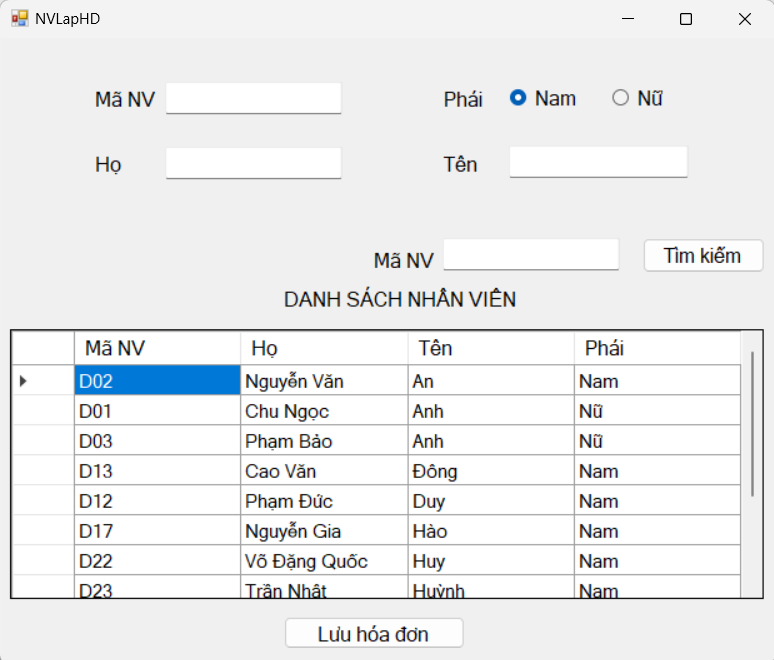 NVLapHD
Mã NV Phái Nam Nữ
Họ Tên
Mã NV Tìm kiếm
DANH SÁCH NHÂN VIÊN
Mã NV Họ Tên Phái
D02 Nguyễn Văn An Nam
D01 Chu Ngọc Anh Nữ
D03 Phạm Bảo Anh Nữ
D13 Cao Văn Đông Nam
D12 Phạm Đức Duy Nam
D17 Nguyễn Gia Hào Nam
D22 Võ Đặng Quốc Huy Nam
D23 Trần Nhật Huỳnh Nam
Lưu hóa đơn